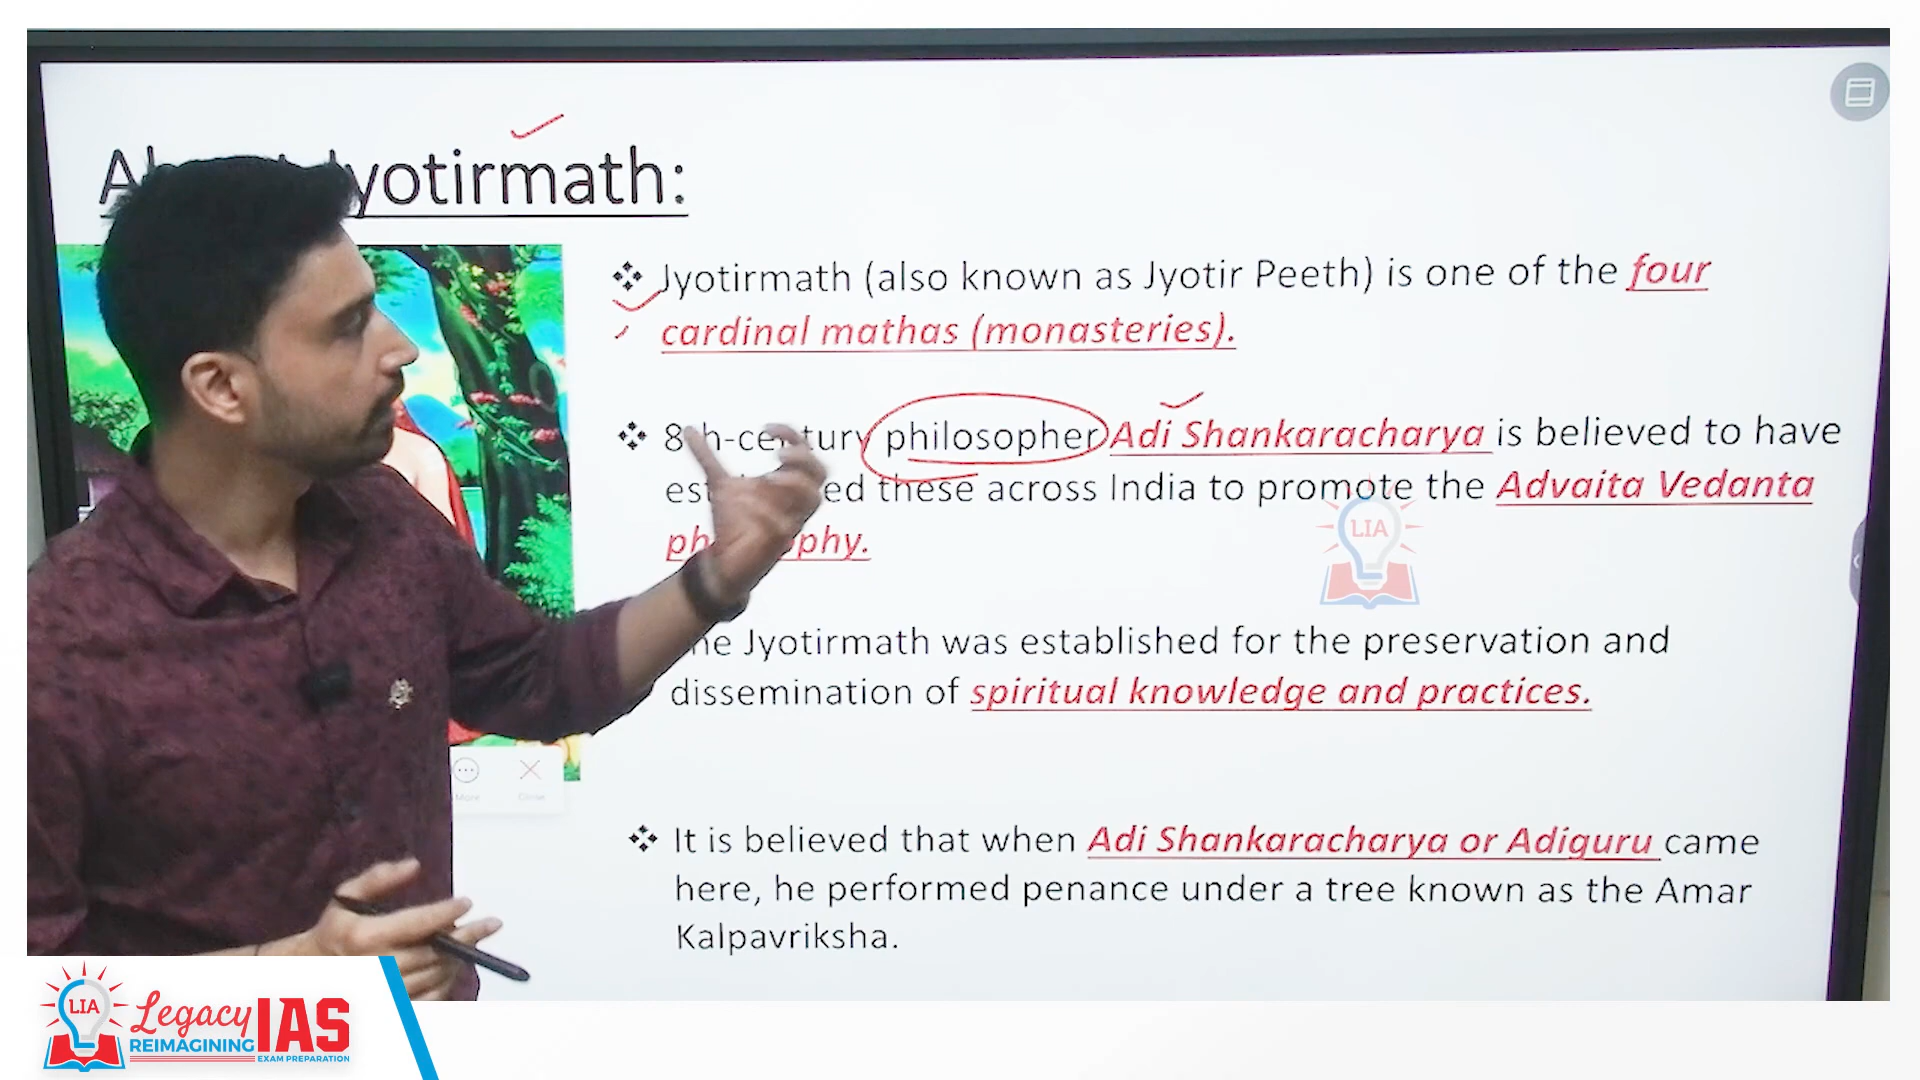 yotirmath:
Jyotirmath (also known as Jyotir Peeth) is one of the four
cardinal mathas (monasteries).
philosopher Adi Shankaracharya is believed to have
these across India to promote the Advaita Vedanta
LIA
Jyotirmath was established for the preservation and
dissemination of spiritual knowledge and practices.
More Close
It is believed that when Adi Shankaracharya or Adiguru came
here, he performed penance under a tree known as the Amar
Kalpavriksha.
LIA
Legacy IAS
REIMAGINING
EXAM PREPARATION